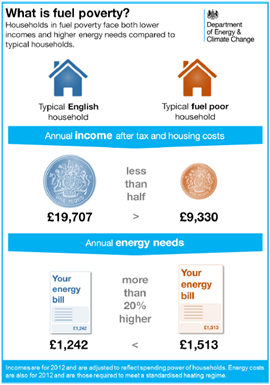 What is fuel poverty?
Households in fuel poverty face both lower
incomes and higher energy needs compared to
typical households.
Department
of Energy &
Climate Change
Typical English
household
Typical fuel poor
household
Annual income after tax and housing costs
less
than
half
£19,707 > £9,330
Annual energy needs
Your
energy
bill
£1,242
more
than
20%
higher
Your
energy
bill
£1,513
£1,242 < £1,513
Incomes are for 2012 and are adjusted to reflect spending power of households. Energy costs
are also for 2012 and are those required to meet a standardised heating regime.